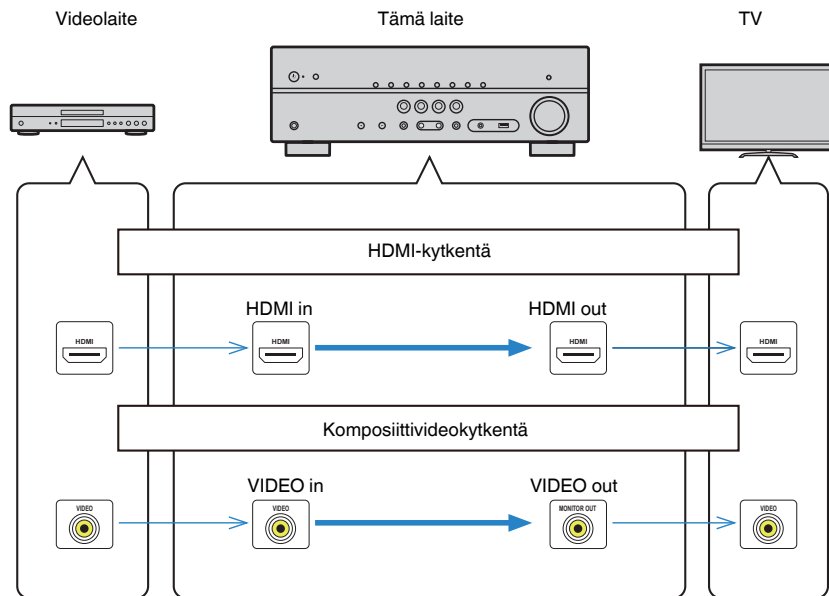 Videolaite
Tämä laite
TV
HDMI-kytkentä
HDMI in
HDMI out
HDMI
HDMI
HDMI
HDMI
Komposiittivideokytkentä
VIDEO in
VIDEO out
VIDEO
VIDEO
MONITOR OUT
VIDEO